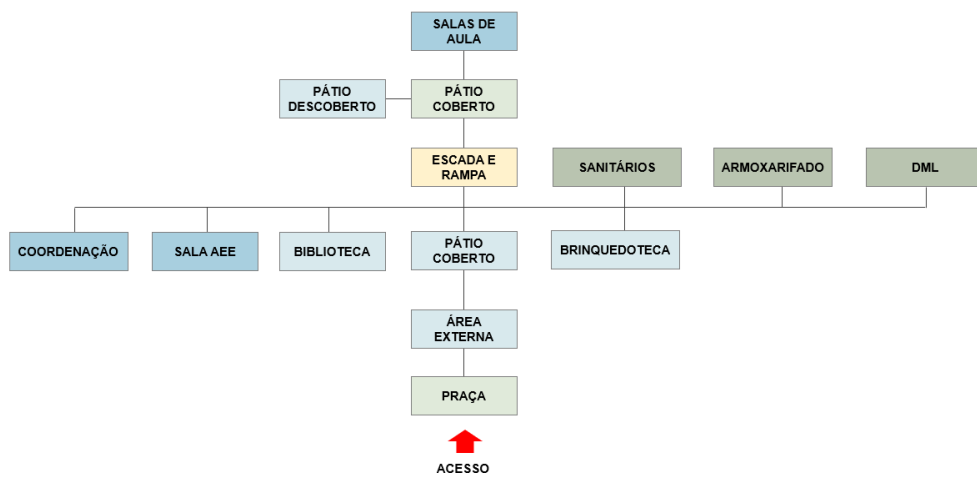 SALAS DE
AULA
PÁTIO
DESCOBERTO
PÁTIO
COBERTO
ESCADA E
RAMPA
SANITÁRIOS
ARMOXARIFADO
DML
COORDENAÇÃO
SALA AEE
BIBLIOTECA
PÁTIO
COBERTO
BRINQUEDOTECA
ÁREA
EXTERNA
PRAÇA
ACESSO